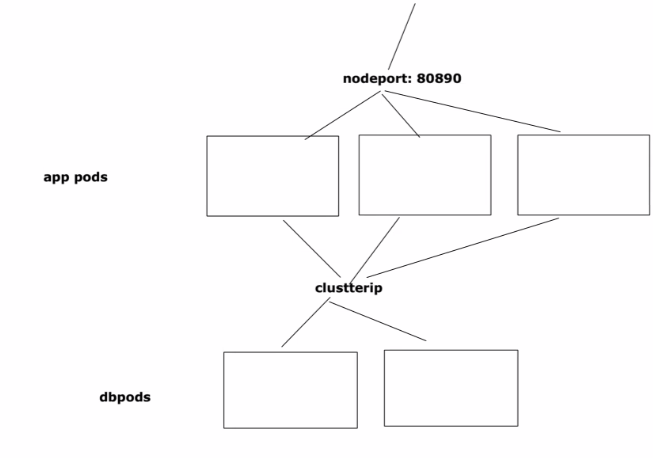 nodeport: 80890
app pods
clustterip
dbpods